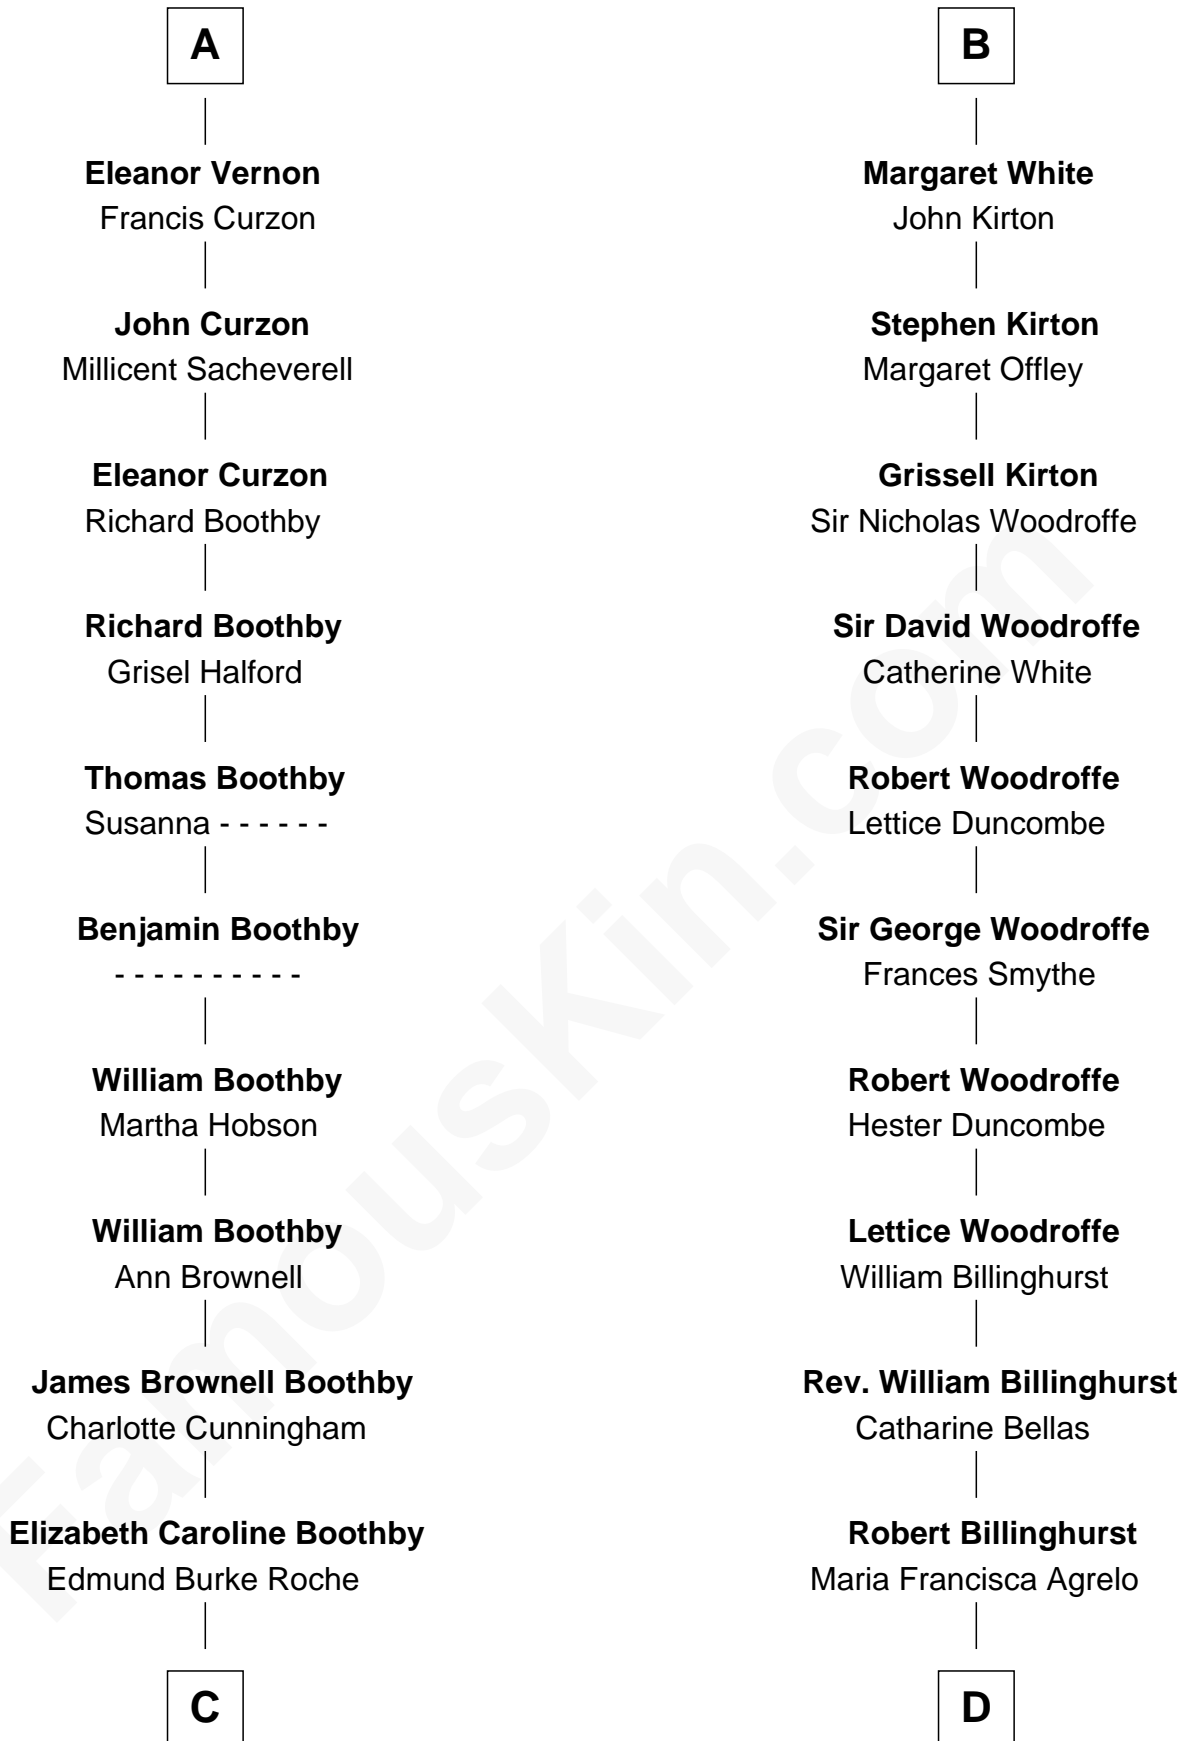 A
Eleanor Vernon
Francis Curzon
John Curzon
Millicent Sacheverell
Eleanor Curzon
Richard Boothby
Richard Boothby
Grisel Halford
Thomas Boothby
Susanna - - - - - -
Benjamin Boothby
- - - - - - - - - -
William Boothby
Martha Hobson
William Boothby
Ann Brownell
James Brownell Boothby
Charlotte Cunningham
Elizabeth Caroline Boothby
Edmund Burke Roche
C
B
Margaret White
John Kirton
Stephen Kirton
Margaret Offley
Grissell Kirton
Sir Nicholas Woodroffe
Sir David Woodroffe
Catherine White
Robert Woodroffe
Lettice Duncombe
Sir George Woodroffe
Frances Smythe
Robert Woodroffe
Hester Duncombe
Lettice Woodroffe
William Billinghurst
Rev. William Billinghurst
Catharine Bellas
Robert Billinghurst
Maria Francisca Agrelo
D
FamousKin.com